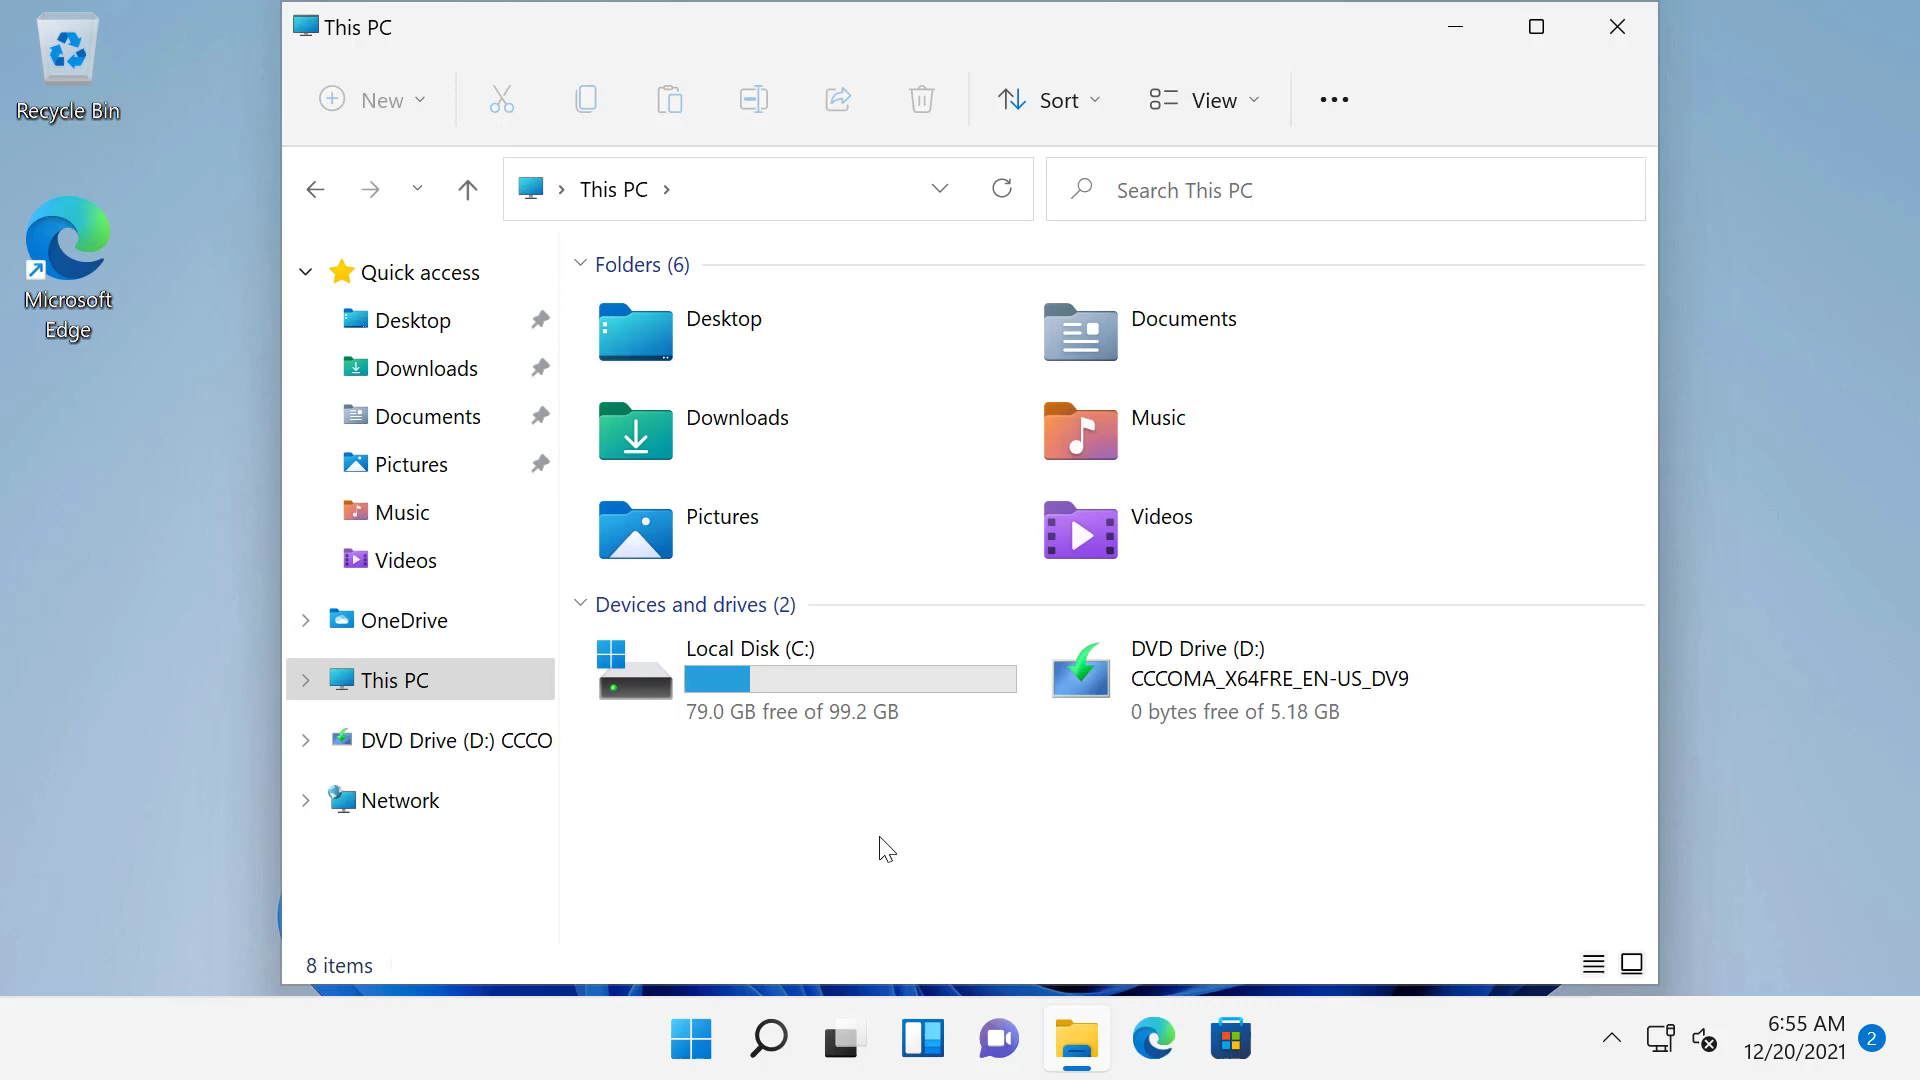 Recycle Bin
Microsoft
Edge
This PC
New
Sort
View
This PC
Search This PC
Quick access
Desktop
Downloads
Documents
Pictures
Music
Videos
OneDrive
This PC
DVD Drive (D:) CCCO
Network
Folders (6)
Desktop
Documents
Downloads
Music
Pictures
Videos
Devices and drives (2)
Local Disk (C:)
79.0 GB free of 99.2 GB
DVD Drive (D:)
CCCOMA_X64FRE_EN-US_DV9
0 bytes free of 5.18 GB
8 items
6:55 AM
12/20/2021
2